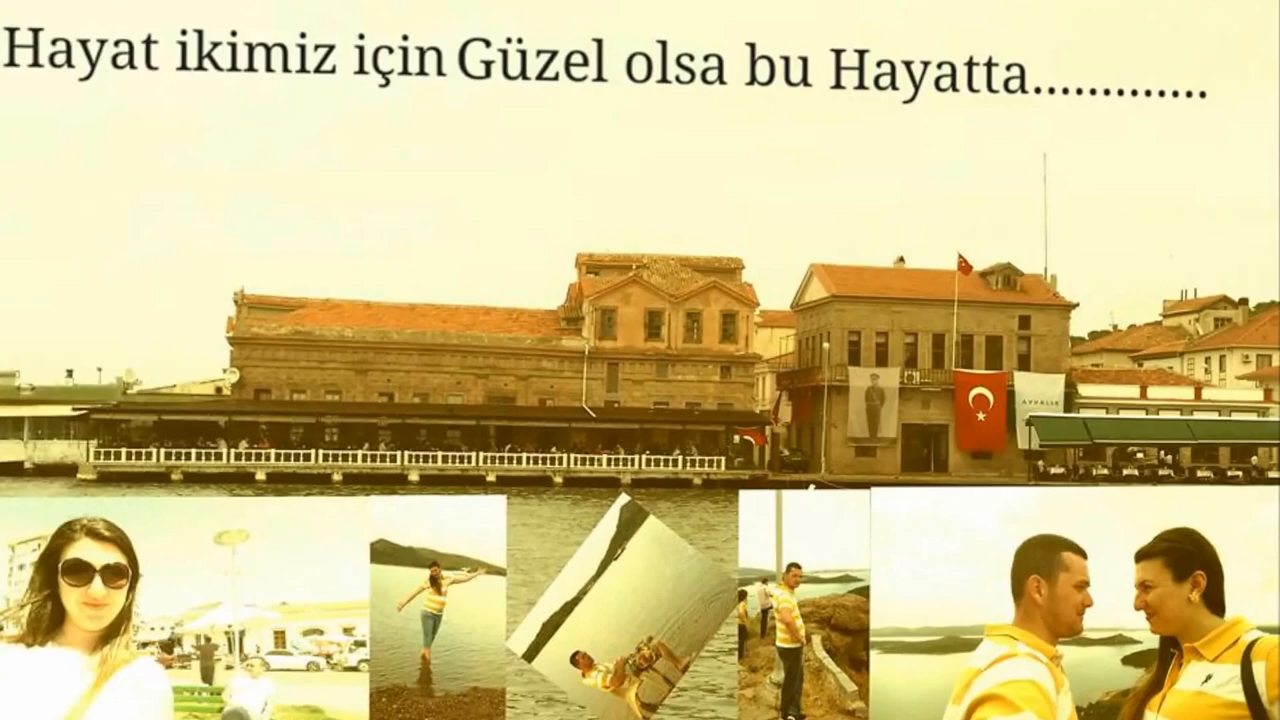 Hayat ikimiz için Güzel olsa bu Hayatta.............
AYVALIK